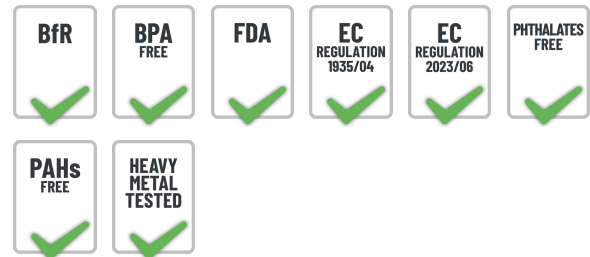 BfR
BPA
FREE
FDA
EC
REGULATION
1935/04
EC
REGULATION
2023/06
PHTHALATES
FREE
PAHs
FREE
HEAVY
METAL
TESTED